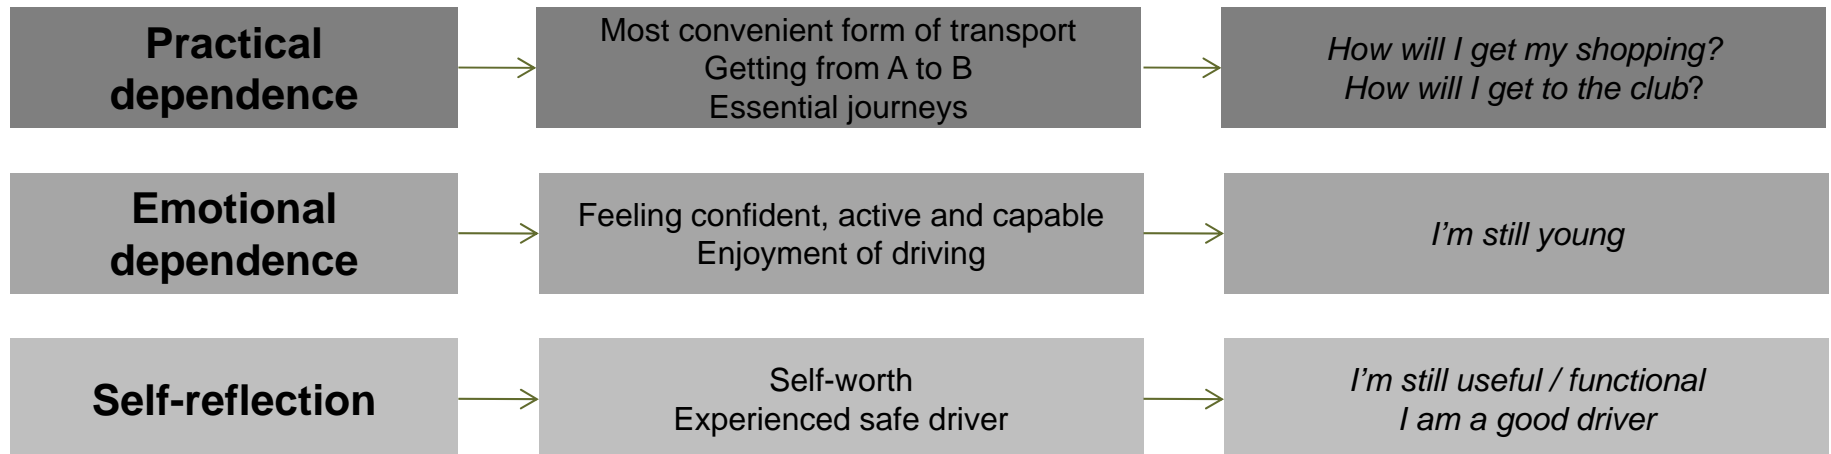 Practical
dependence
Most convenient form of transport
Getting from A to B
Essential journeys
How will I get my shopping?
How will I get to the club?
Emotional
dependence
Feeling confident, active and capable
Enjoyment of driving
I’m still young
Self-reflection
Self-worth
Experienced safe driver
I’m still useful / functional
I am a good driver